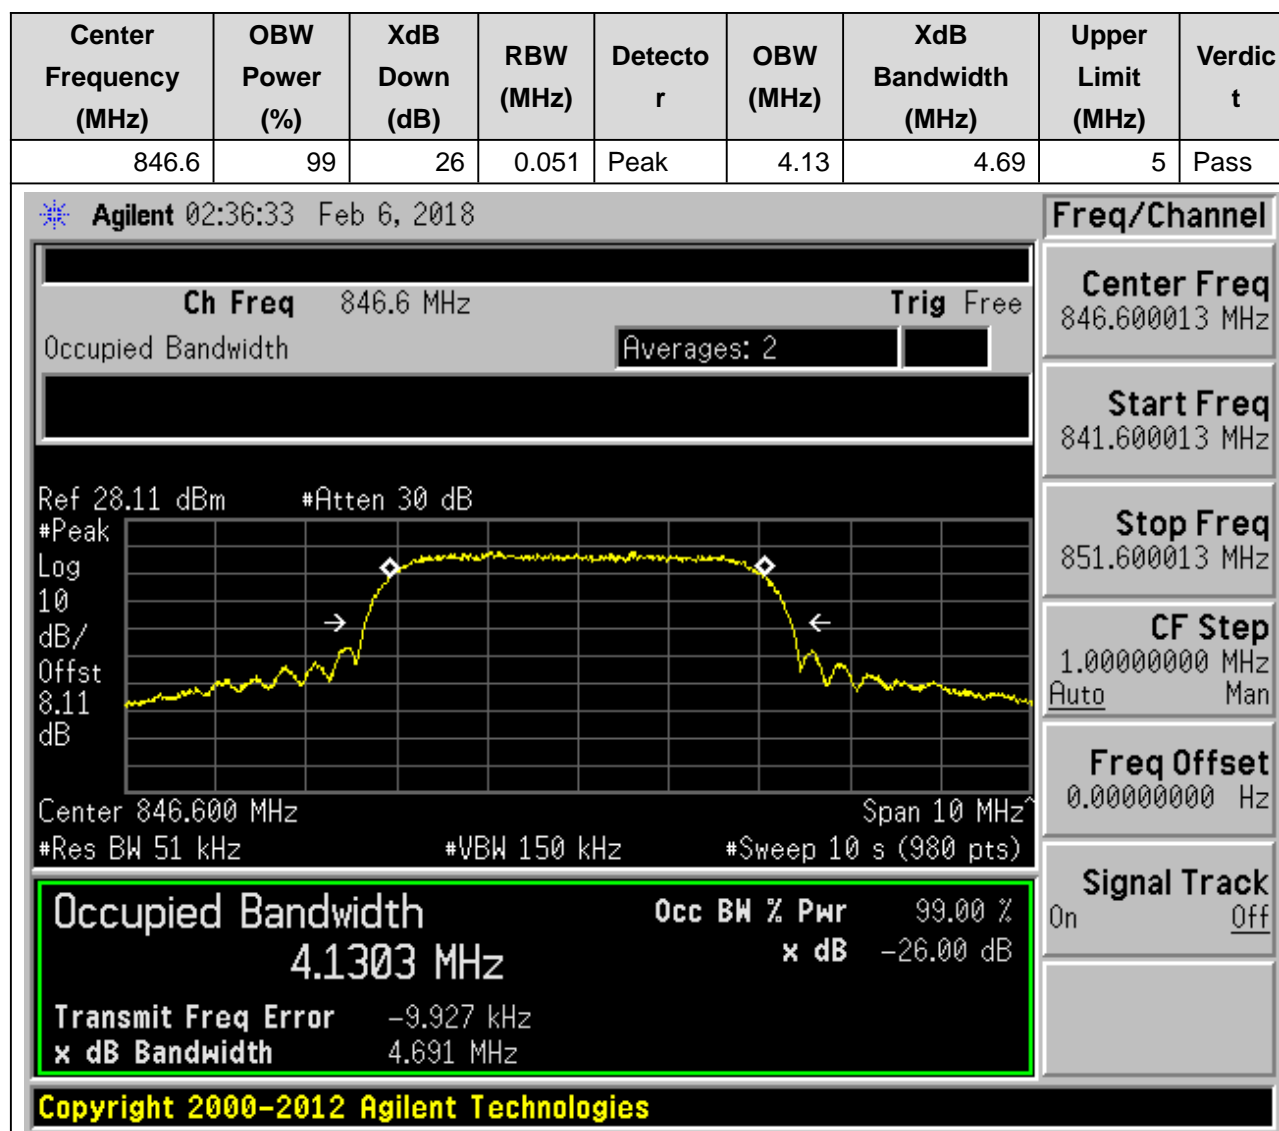 Center Frequency (MHz) OBW Power (%) XdB Down (dB) RBW (MHz) Detector OBW (MHz) XdB Bandwidth (MHz) Upper Limit (MHz) Verdict
846.6 99 26 0.051 Peak 4.13 4.69 5 Pass
Agilent 02:36:33 Feb 6, 2018
Freq/Channel
Ch Freq 846.6 MHz Trig Free
Occupied Bandwidth Averages: 2
Center Freq
846.600013 MHz
Start Freq
841.600013 MHz
Stop Freq
851.600013 MHz
CF Step
1.00000000 MHz
Auto Man
Freq Offset
0.00000000 Hz
Signal Track
On Off
Ref 28.11 dBm #Atten 30 dB
#Peak
Log
10
dB/
Offst
8.11
dB
Center 846.600 MHz Span 10 MHz^
#Res BW 51 kHz #VBW 150 kHz #Sweep 10 s (980 pts)
Occupied Bandwidth Occ BW % Pwr 99.00 %
4.1303 MHz x dB -26.00 dB
Transmit Freq Error -9.927 kHz
x dB Bandwidth 4.691 MHz
Copyright 2000-2012 Agilent Technologies